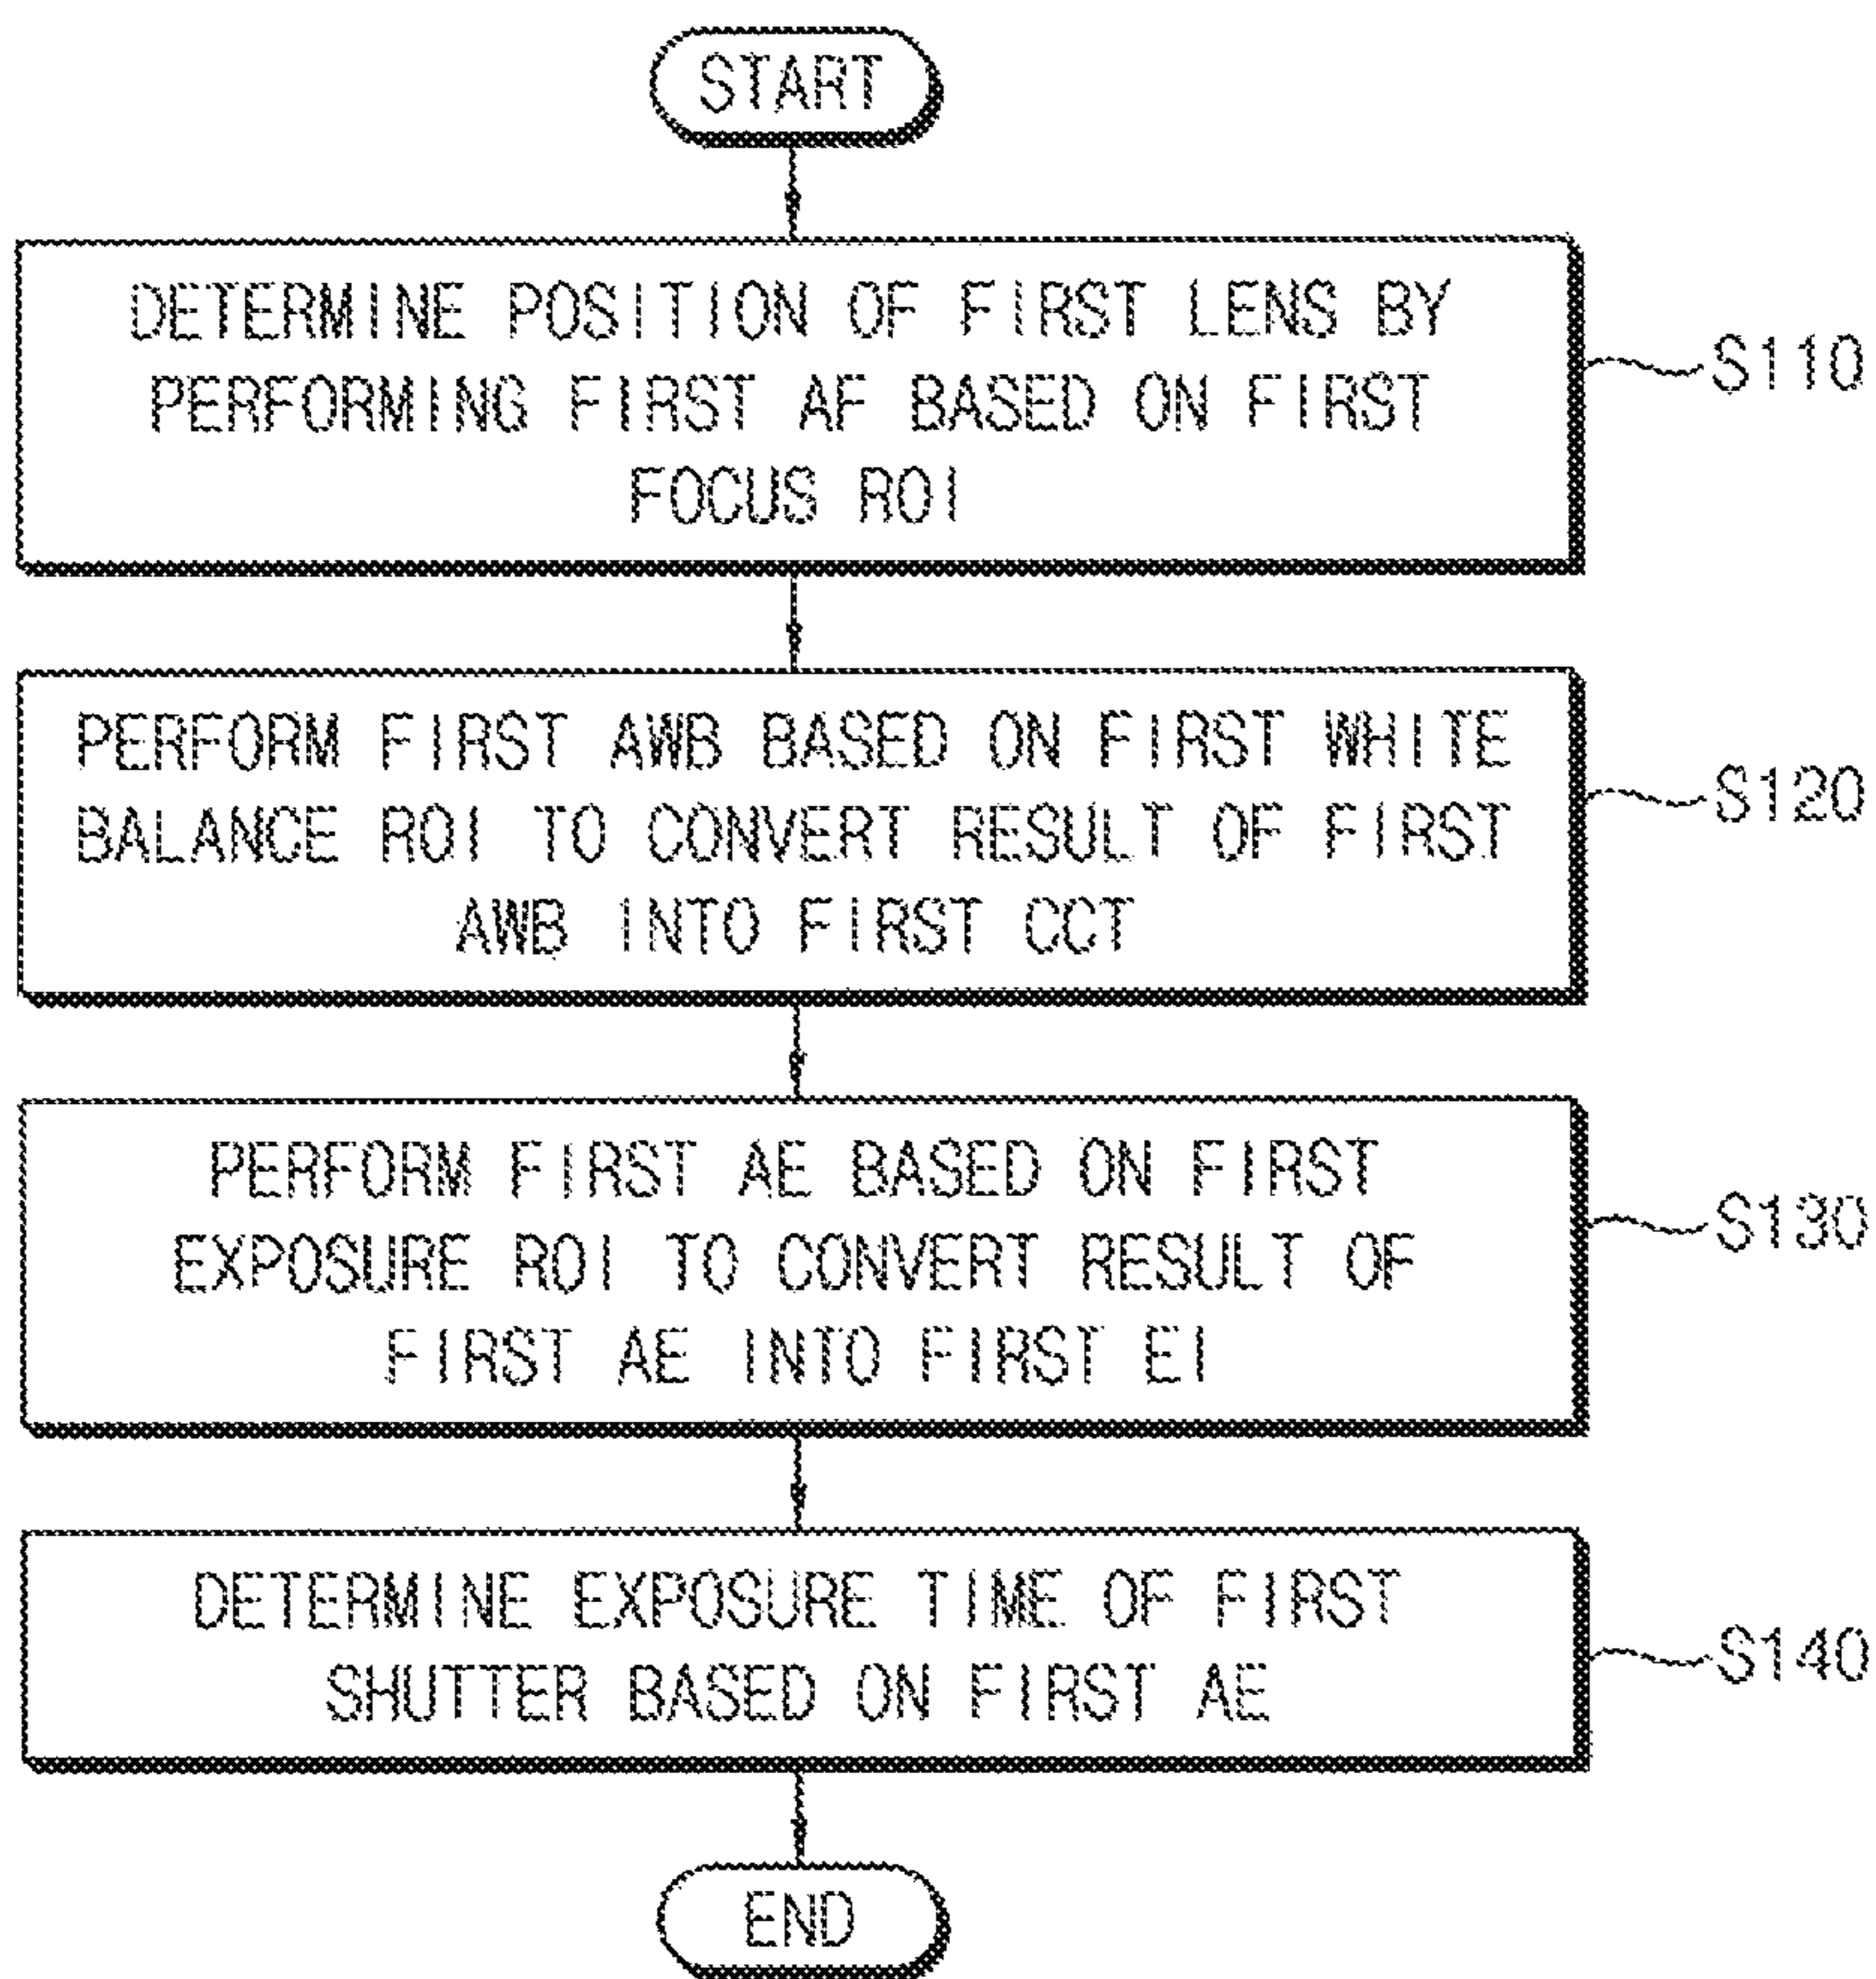 START
DETERMINE POSITION OF FIRST LENS BY
PERFORMING FIRST AF BASED ON FIRST
FOCUS ROI
S110
PERFORM FIRST AWB BASED ON FIRST WHITE
BALANCE ROI TO CONVERT RESULT OF FIRST
AWB INTO FIRST CCT
S120
PERFORM FIRST AE BASED ON FIRST
EXPOSURE ROI TO CONVERT RESULT OF
FIRST AE INTO FIRST EI
S130
DETERMINE EXPOSURE TIME OF FIRST
SHUTTER BASED ON FIRST AE
S140
END